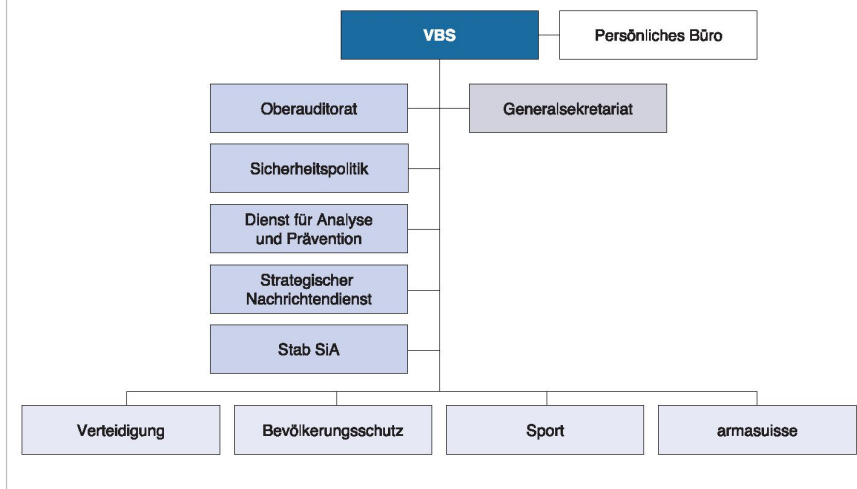 VBS
Persönliches Büro
Oberauditorat
Generalsekretariat
Sicherheitspolitik
Dienst für Analyse
und Prävention
Strategischer
Nachrichtendienst
Stab SiA
Verteidigung
Bevölkerungsschutz
Sport
armasuisse